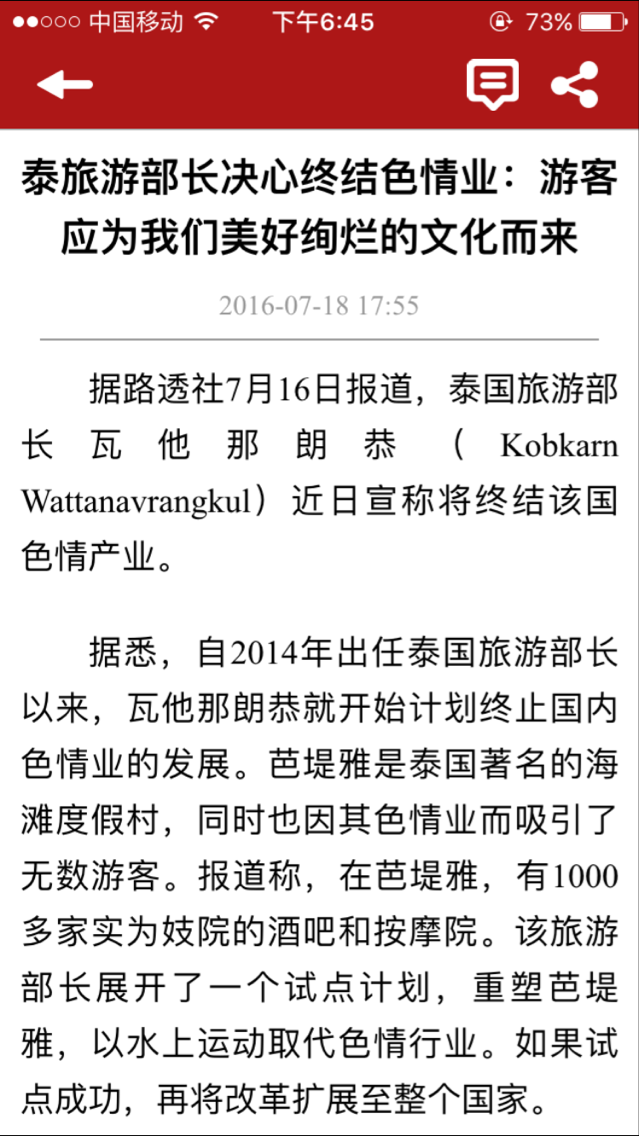 中国移动 下午6:45 73%
泰旅游部长决心终结色情业：游客
应为我们美好绚烂的文化而来
2016-07-18 17:55
据路透社7月16日报道，泰国旅游部
长瓦他那朗恭（Kobkarn
Wattanavrangkul）近日宣称将终结该国
色情产业。
据悉，自2014年出任泰国旅游部长
以来，瓦他那朗恭就开始计划终止国内
色情业的发展。芭堤雅是泰国著名的海
滩度假村，同时也因其色情业而吸引了
无数游客。报道称，在芭堤雅，有1000
多家实为妓院的酒吧和按摩院。该旅游
部长展开了一个试点计划，重塑芭堤
雅，以水上运动取代色情行业。如果试
点成功，再将改革扩展至整个国家。